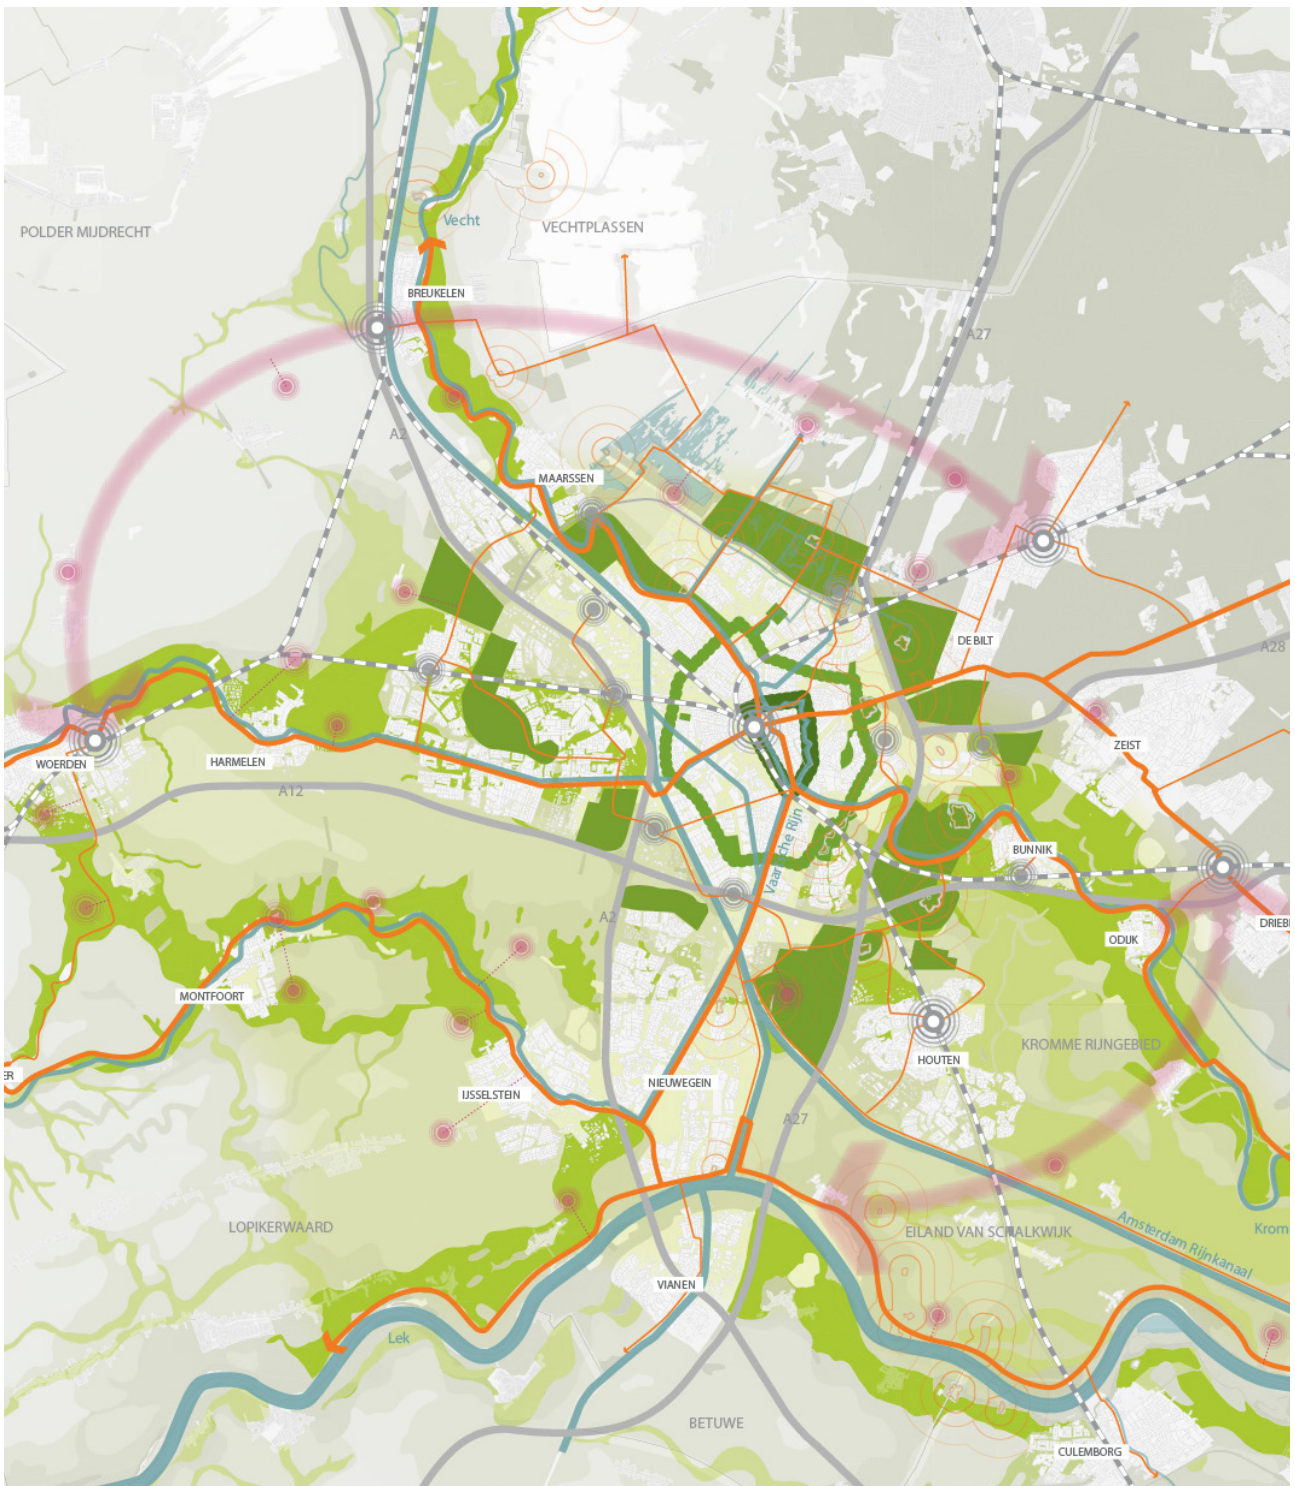 POLDER MIJDRECHT
Vecht
VECHTPLASSEN
BREUKELEN
A27
A2
MAARSSEN
DE BILT
A28
WOERDEN
HARMELEN
ZEIST
A12
Vaartsche Rijn
BUNNIK
A2
ODIJK
MONTFOORT
KROMME RIJNGEBIED
HOUTEN
NIEUWEGEIN
IJSSELSTEIN
A27
LOPIKERWAARD
EILAND VAN SCHALKWIJK
Amsterdam Rijnkanaal
Krom
VIANEN
Lek
BETUWE
CULEMBORG